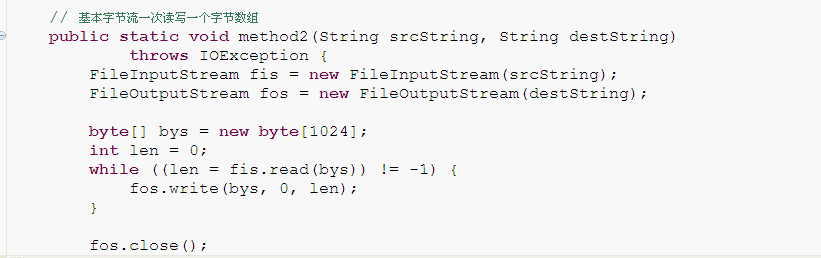 // 基本字节流一次读写一个字节数组
public static void method2(String srcString, String destString)
throws IOException {
FileInputStream fis = new FileInputStream(srcString);
FileOutputStream fos = new FileOutputStream(destString);
byte[] bys = new byte[1024];
int len = 0;
while ((len = fis.read(bys)) != -1) {
fos.write(bys, 0, len);
}
fos.close();